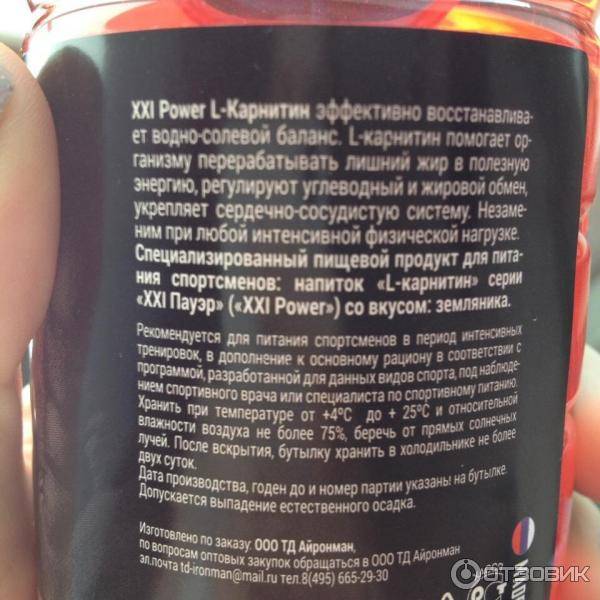 XXI Power L-Карнитин эффективно восстанавлива-
ет водно-солевой баланс. L-карнитин помогает ор-
ганизму перерабатывать лишний жир в полезную
энергию, регулируют углеводный и жировой обмен,
укрепляет сердечно-сосудистую систему. Незаме-
ним при любой интенсивной физической нагрузке.
Специализированный пищевой продукт для пита-
ния спортсменов: напиток «L-карнитин» серии
«XXI Пауэр» («XXI Power») со вкусом: земляника.
Рекомендуется для питания спортсменов в период интенсивных
тренировок, в дополнение к основному рациону в соответствии с
программой, разработанной для данных видов спорта, под наблюде-
нием спортивного врача или специалиста по спортивному питанию.
Хранить при температуре от +4ºС до + 25ºС и относительной
влажности воздуха не более 75%, беречь от прямых солнечных
лучей. После вскрытия, бутылку хранить в холодильнике не более
двух суток.
Дата производства, годен до и номер партии указаны на бутылке.
Допускается выпадение естественного осадка.
Изготовлено по заказу: ООО ТД Айронман,
по вопросам оптовых закупок обращаться в ООО ТД Айронман
эл.почта td-ironman@mail.ru тел.8(495) 665-29-30
ОТЗОВИК